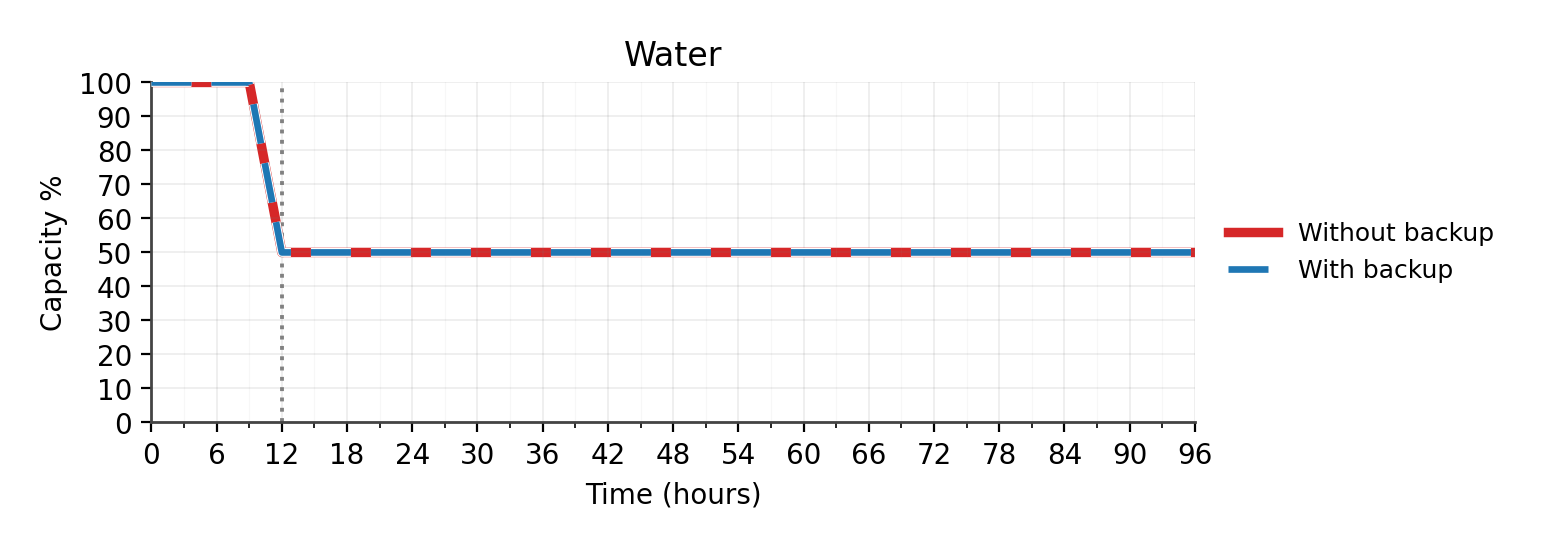 Water
Capacity %
100
90
80
70
60
50
40
30
20
10
0
0 6 12 18 24 30 36 42 48 54 60 66 72 78 84 90 96
Time (hours)
Without backup
With backup